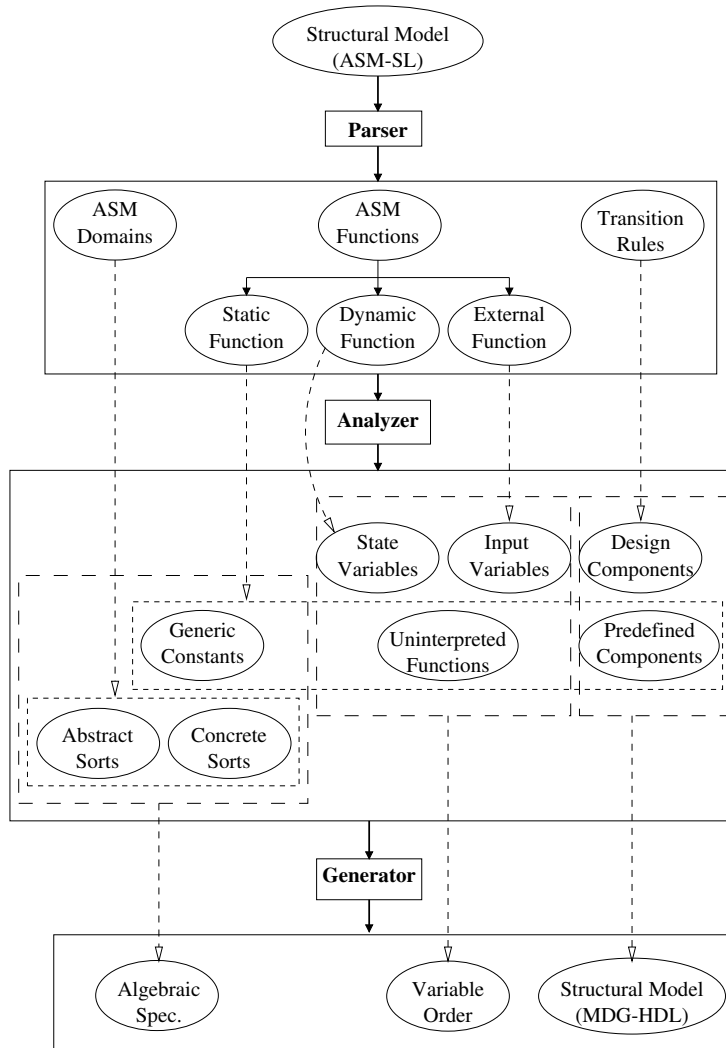 Structural Model
(ASM-SL)
Parser
ASM
Domains
ASM
Functions
Transition
Rules
Static
Function
Dynamic
Function
External
Function
Analyzer
State
Variables
Input
Variables
Design
Components
Generic
Constants
Uninterpreted
Functions
Predefined
Components
Abstract
Sorts
Concrete
Sorts
Generator
Algebraic
Spec.
Variable
Order
Structural Model
(MDG-HDL)